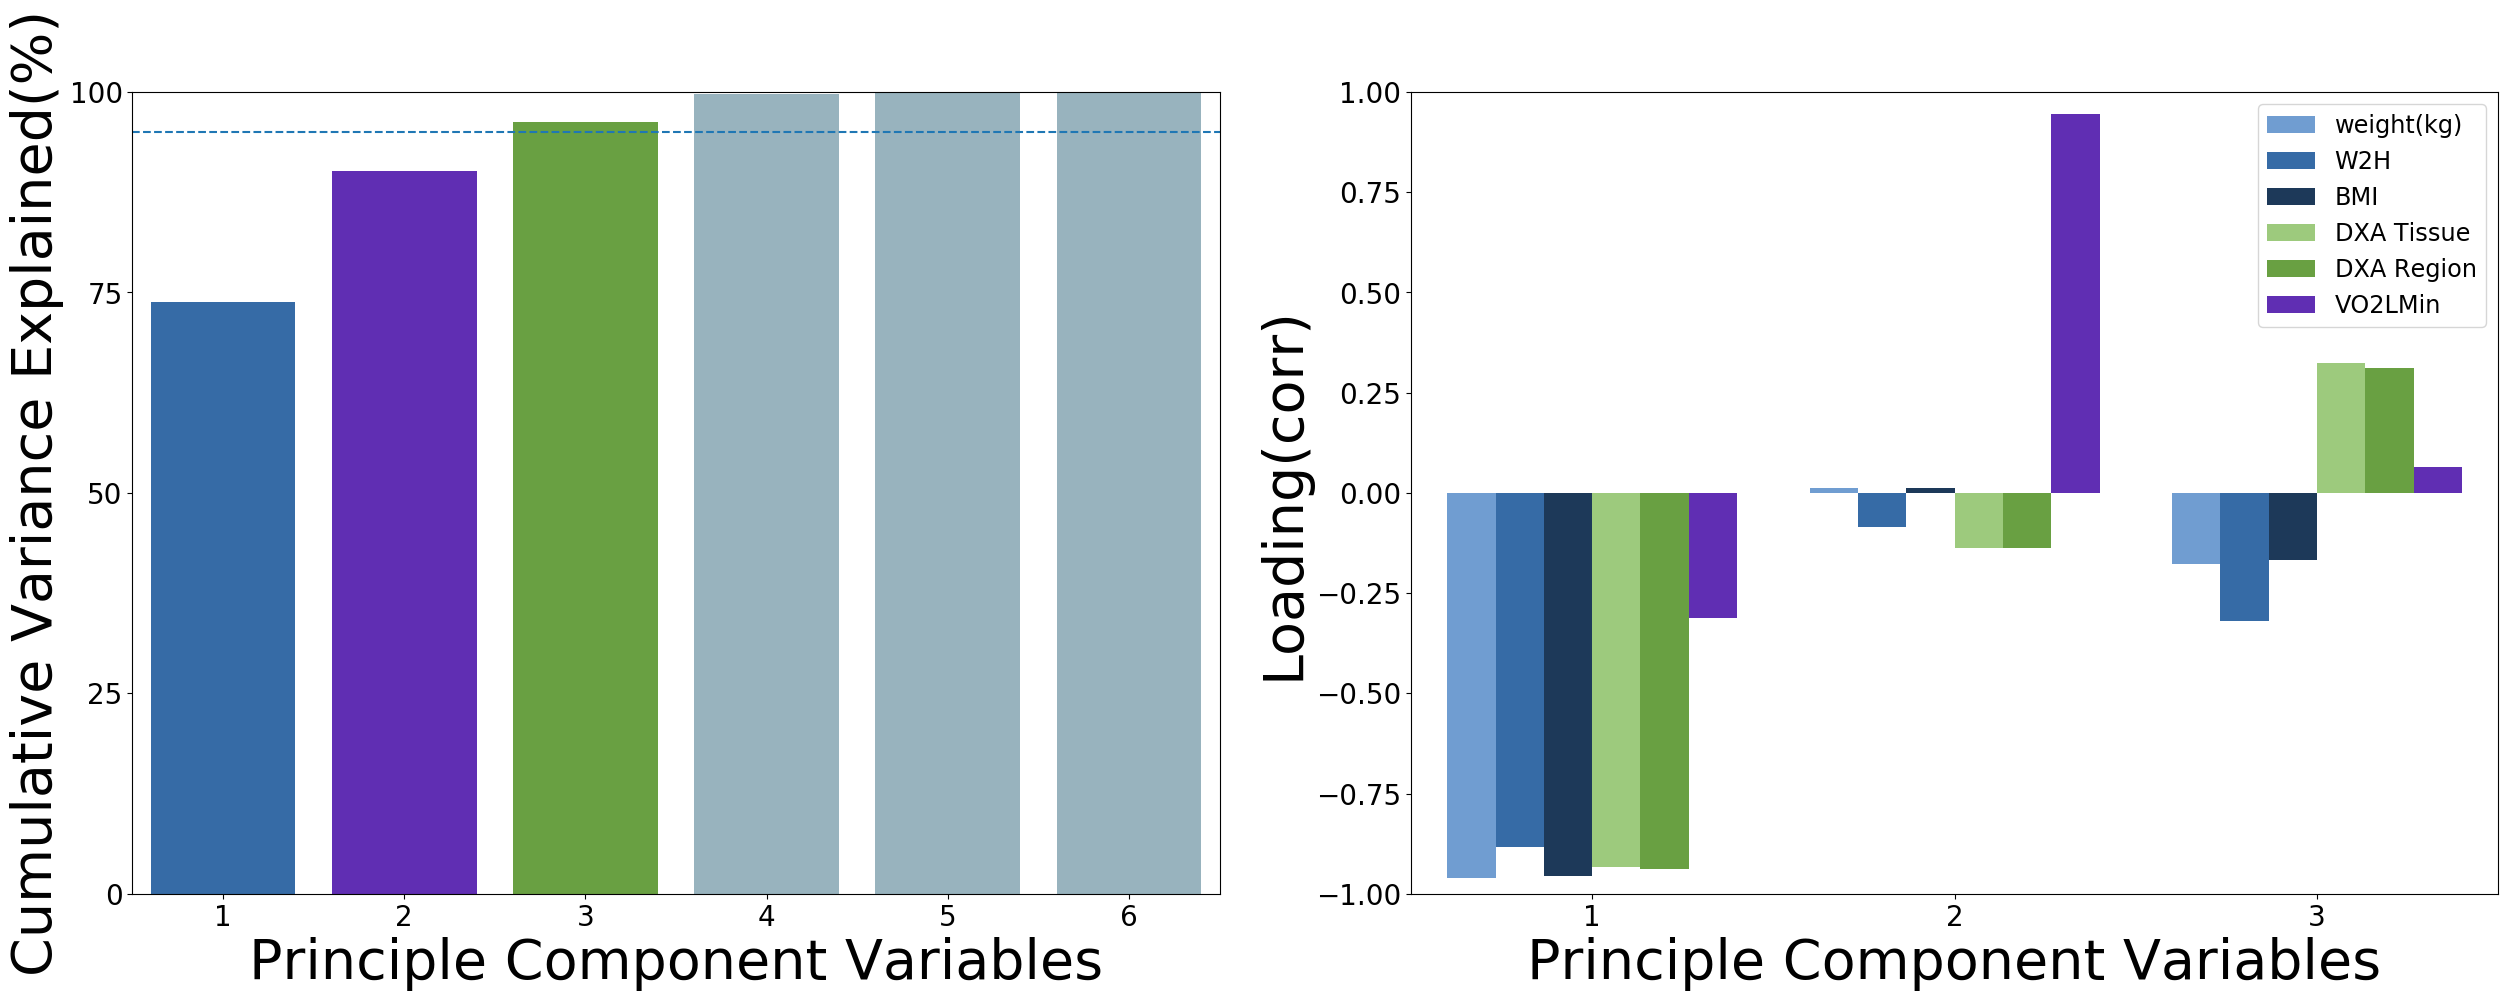 Cumulative Variance Explained(%)
100
75
50
25
0
1 2 3 4 5 6
Principle Component Variables
Loading(corr)
1.00
0.75
0.50
0.25
0.00
−0.25
−0.50
−0.75
−1.00
1 2 3
Principle Component Variables
weight(kg)
W2H
BMI
DXA Tissue
DXA Region
VO2LMin